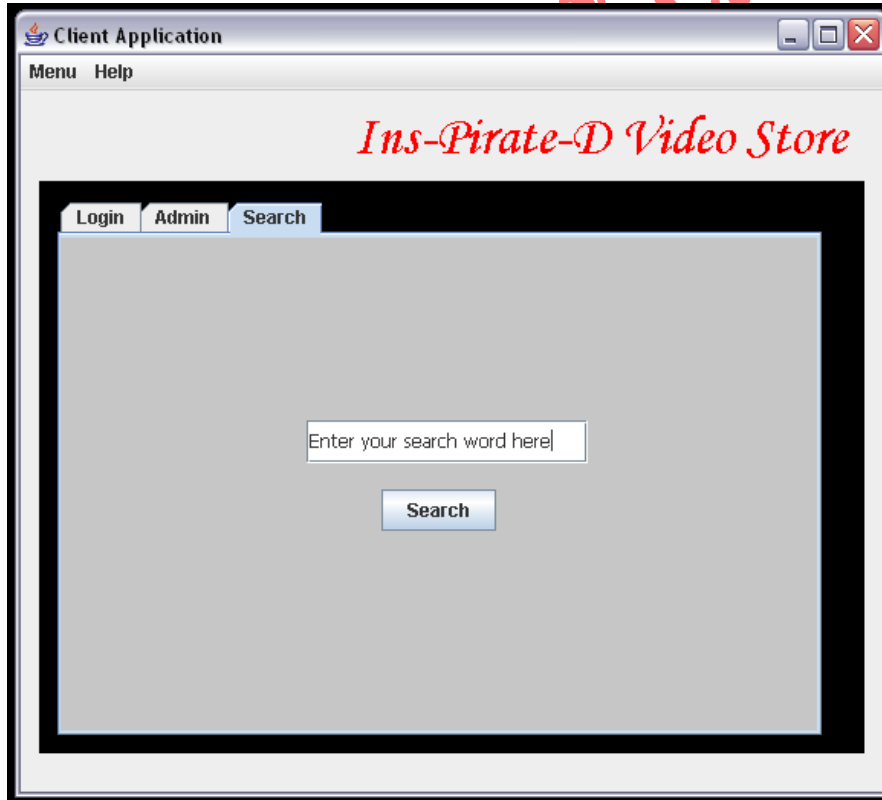 Client Application
Menu Help
Ins-Pirate-D Video Store
Login Admin Search
Enter your search word here
Search